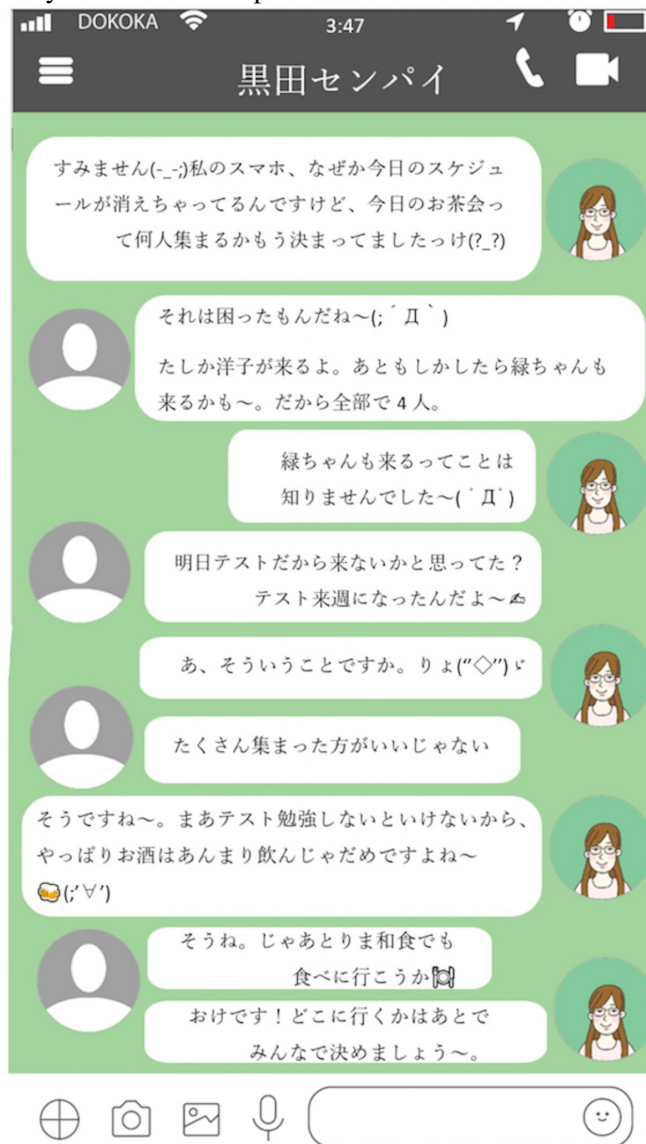 DOKOKA
3:47
黒田センパイ
すみません(-_-;)私のスマホ、なぜか今日のスケジュ
ールが消えちゃってるんですけど、今日のお茶会っ
て何人集まるかもう決まってましたっけ(?_?)
それは困ったもんだね～(;´Д｀)
たしか洋子が来るよ。あともしかしたら緑ちゃんも
来るかも～。だから全部で 4 人。
緑ちゃんも来るってことは
知りませんでした～(ﾟДﾟ)
明日テストだから来ないかと思ってた？
テスト来週になったんだよ～✍
あ、そういうことですか。りょ(“◇”)ゞ
たくさん集まった方がいいじゃない
そうですね～。まあテスト勉強しないといけないから、
やっぱりお酒はあんまり飲んじゃだめですよね～
🍻(;’∀’)
そうね。じゃあとりま和食でも
食べに行こうか🍽
おけです！どこに行くかはあとで
みんなで決めましょう～。